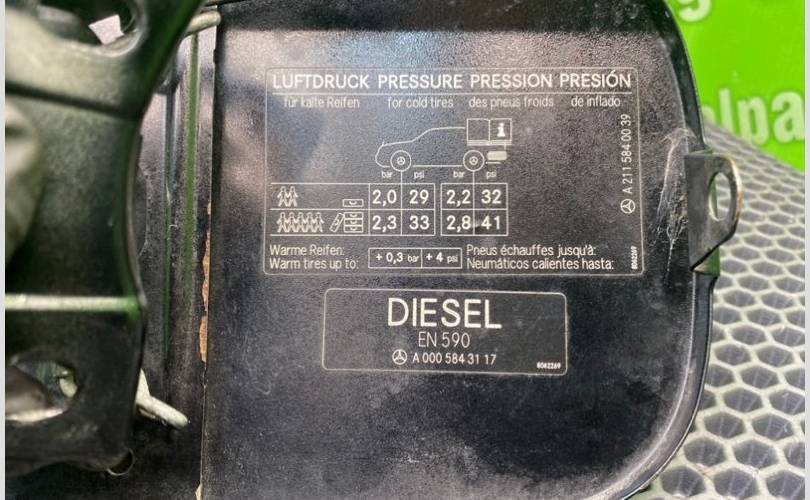 LUFTDRUCK PRESSURE PRESSION PRESIÓN
für kalte Reifen for cold tires des pneus froids de inflado
i
bar psi bar psi
2,0 29 2,2 32
2,3 33 2,8 41
Warme Reifen: + 0,3 bar + 4 psi Pneus échauffes jusqu'à:
Warm tires up to: Neumáticos calientes hasta:
A 211 584 00 39
8062269
DIESEL
EN 590
A 000 584 31 17
8062269